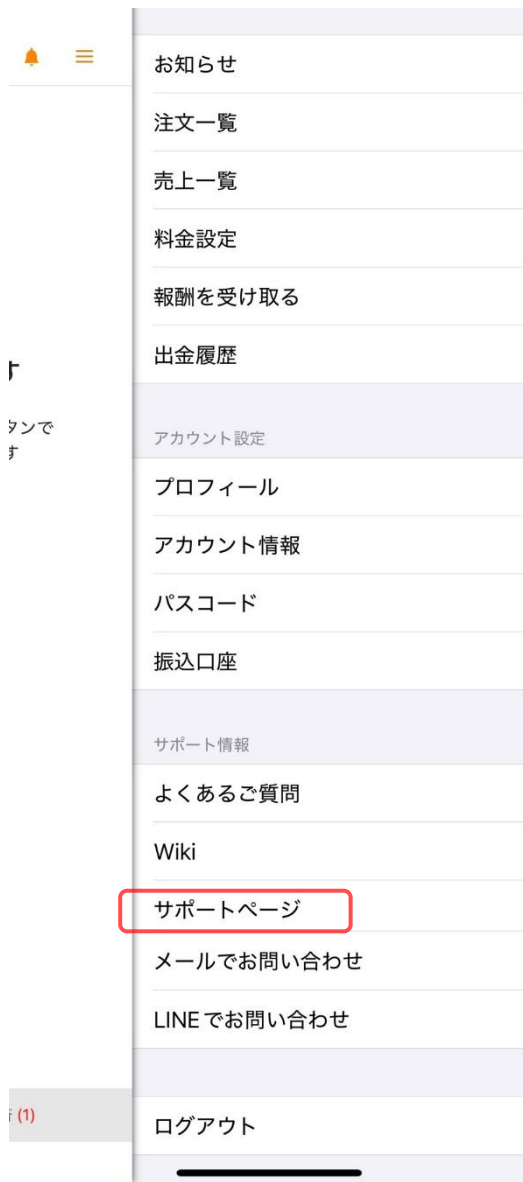 お知らせ
注文一覧
売上一覧
料金設定
報酬を受け取る
出金履歴
す
タンで
す
アカウント設定
プロフィール
アカウント情報
パスコード
振込口座
サポート情報
よくあるご質問
Wiki
サポートページ
メールでお問い合わせ
LINEでお問い合わせ
(1)
ログアウト